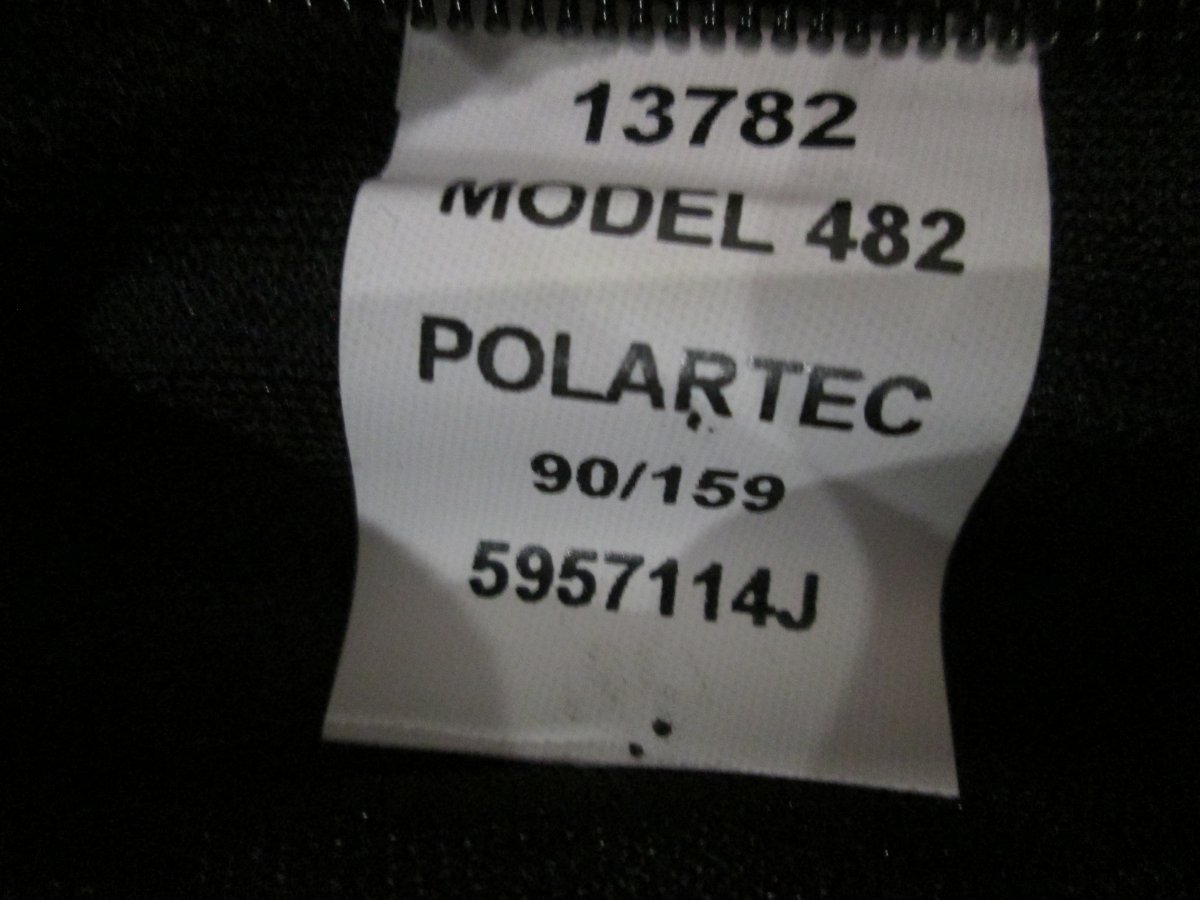 13782
MODEL 482
POLARTEC
90/159
5957114J